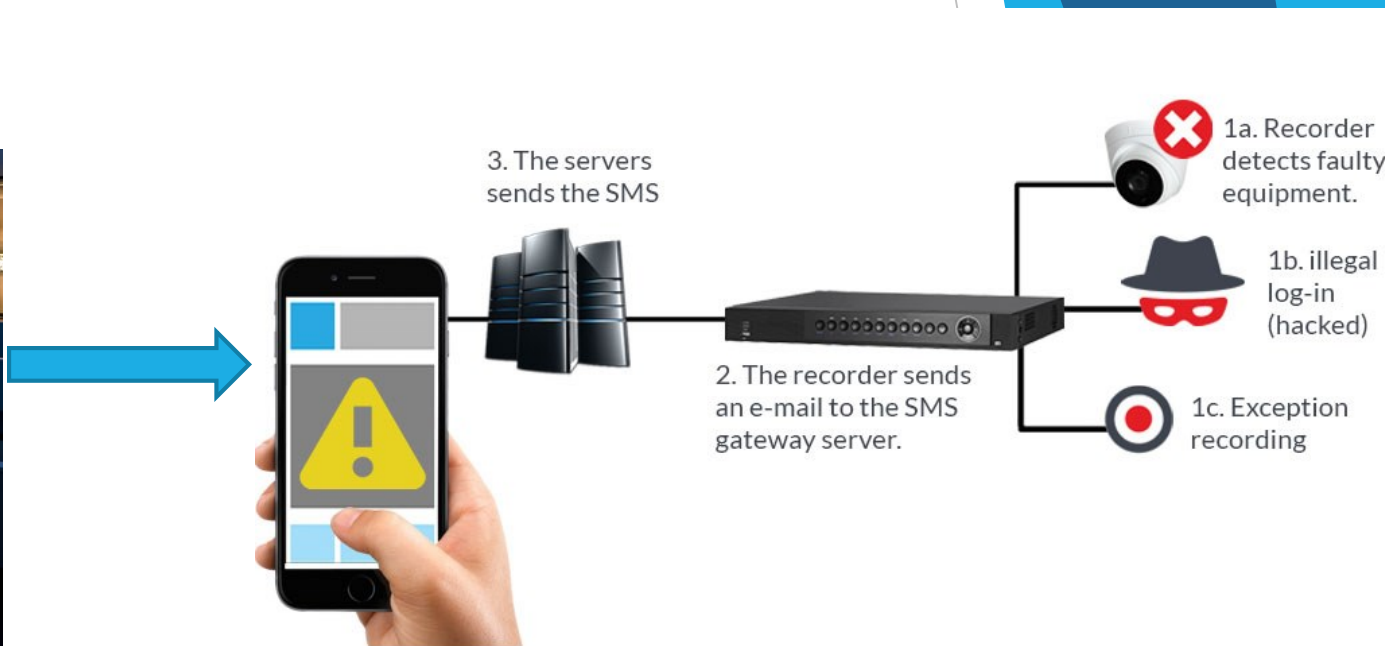 3. The servers
sends the SMS
2. The recorder sends
an e-mail to the SMS
gateway server.
1a. Recorder
detects faulty
equipment.
1b. illegal
log-in
(hacked)
1c. Exception
recording